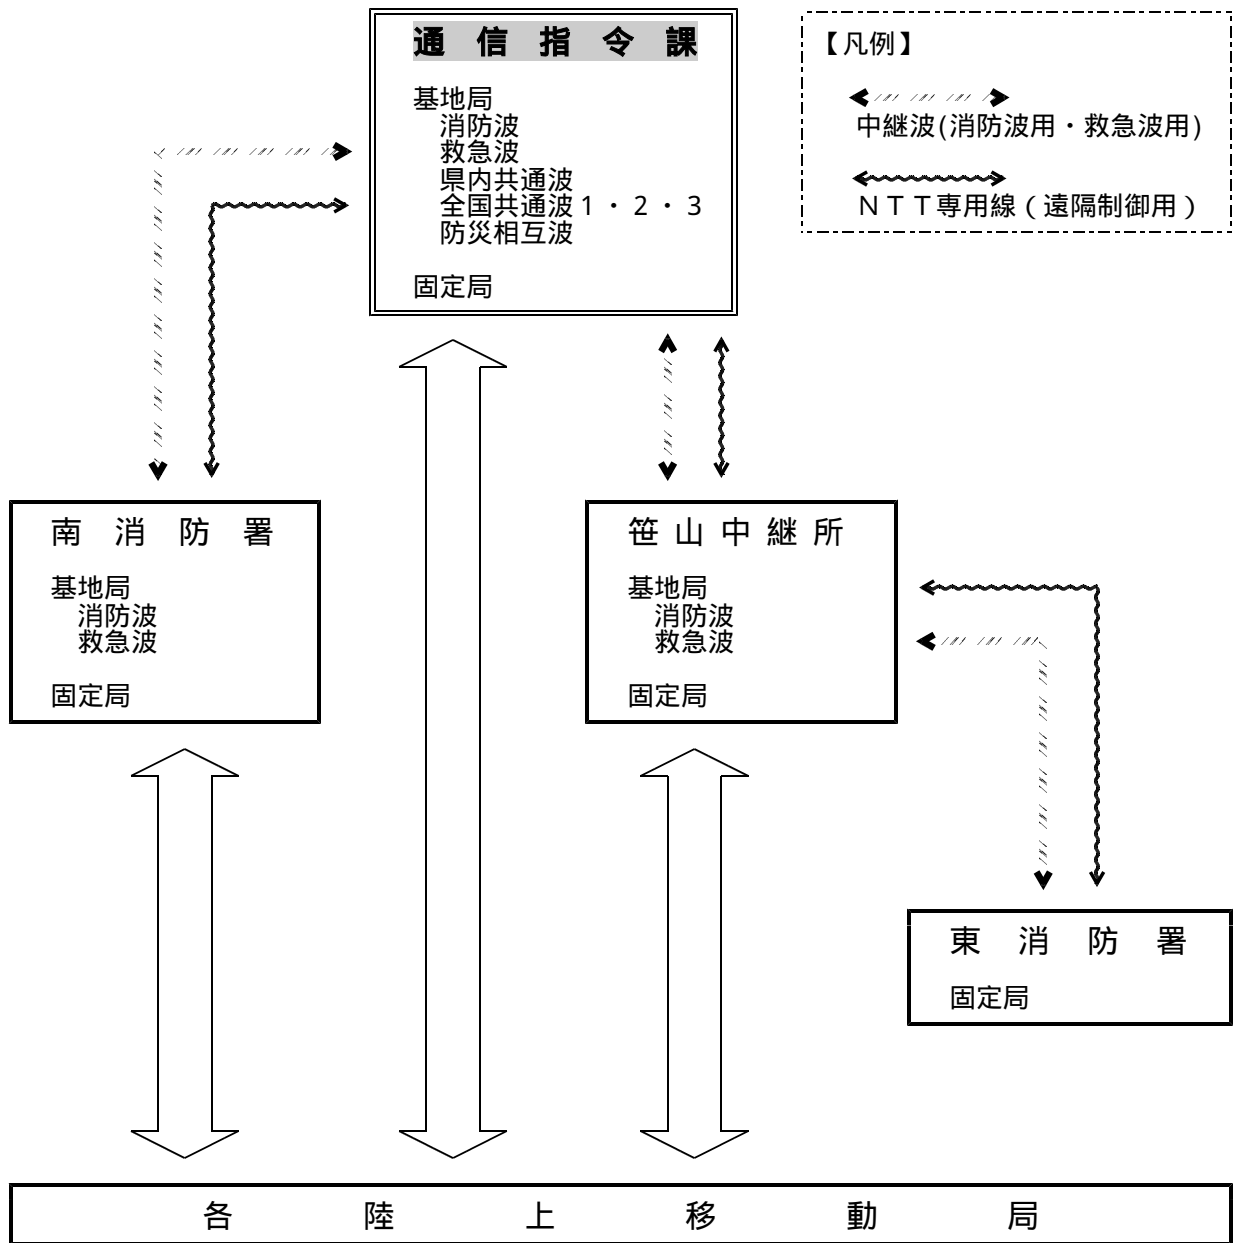 通信指令課
基地局
消防波
救急波
県内共通波
全国共通波1・2・3
防災相互波
固定局
【凡例】
中継波(消防波用・救急波用)
ＮＴＴ専用線(遠隔制御用)
南消防署
基地局
消防波
救急波
固定局
笹山中継所
基地局
消防波
救急波
固定局
東消防署
固定局
各陸上移動局